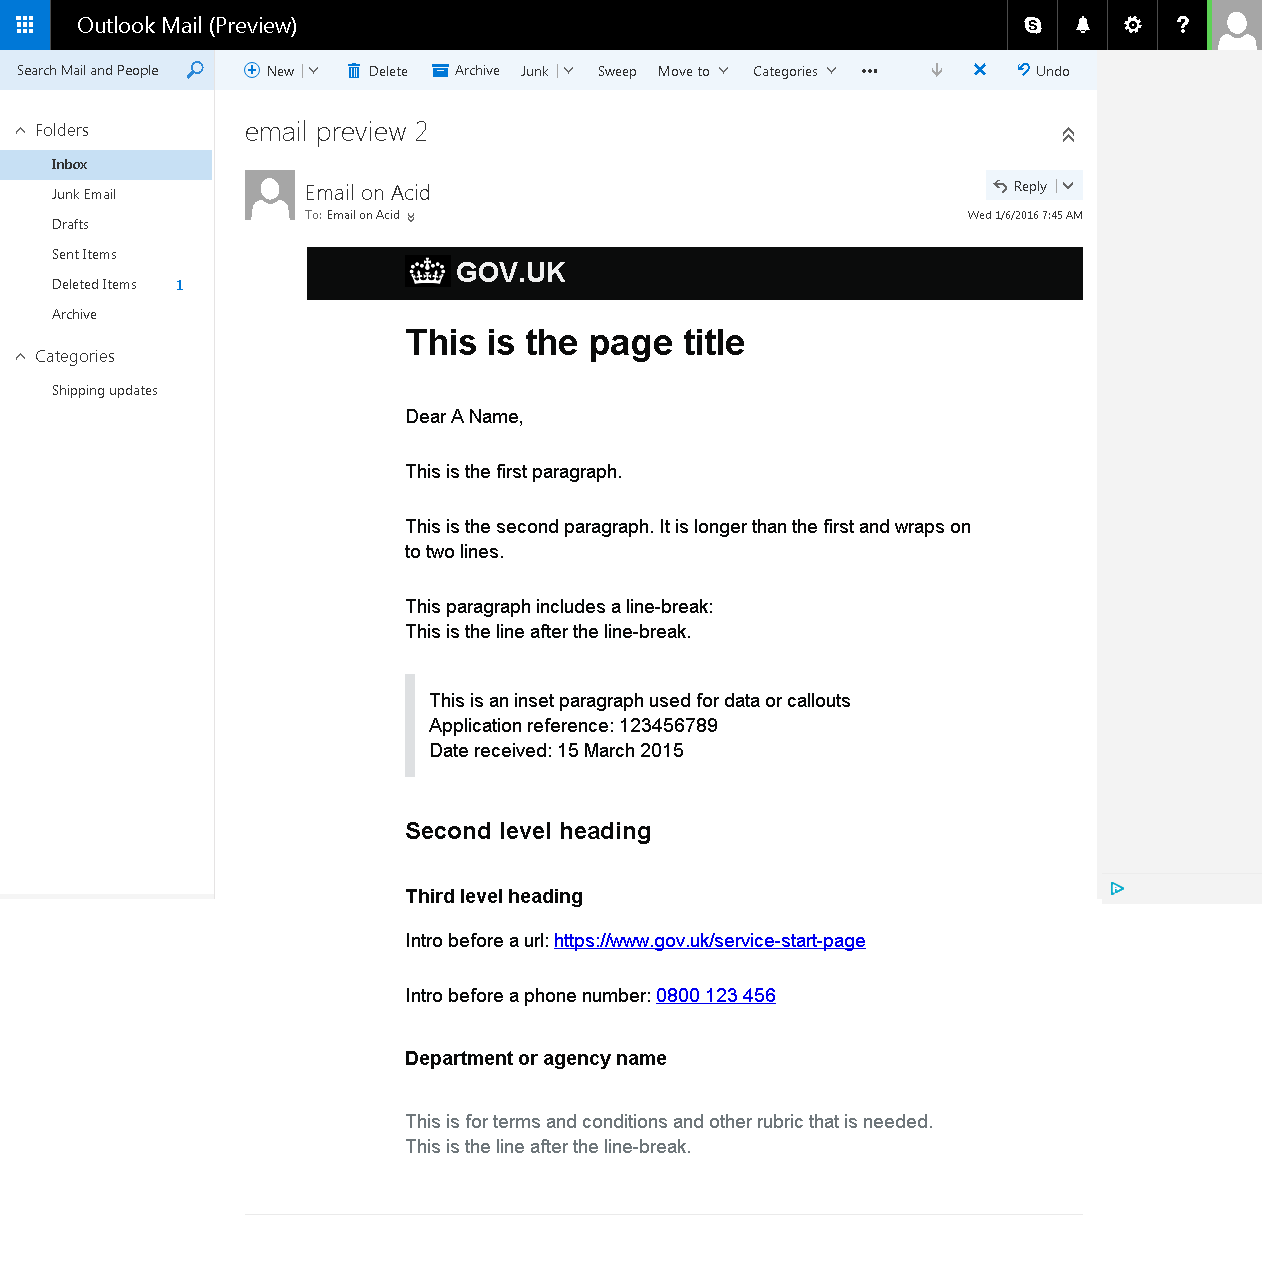 Outlook Mail (Preview)
Search Mail and People
New
Delete
Archive
Junk
Sweep
Move to
Categories
Undo
Folders
Inbox
Junk Email
Drafts
Sent Items
Deleted Items 1
Archive
Categories
Shipping updates
email preview 2
Email on Acid
To: Email on Acid
Reply
Wed 1/6/2016 7:45 AM
GOV.UK
This is the page title
Dear A Name,
This is the first paragraph.
This is the second paragraph. It is longer than the first and wraps on
to two lines.
This paragraph includes a line-break:
This is the line after the line-break.
This is an inset paragraph used for data or callouts
Application reference: 123456789
Date received: 15 March 2015
Second level heading
Third level heading
Intro before a url: https://www.gov.uk/service-start-page
Intro before a phone number: 0800 123 456
Department or agency name
This is for terms and conditions and other rubric that is needed.
This is the line after the line-break.